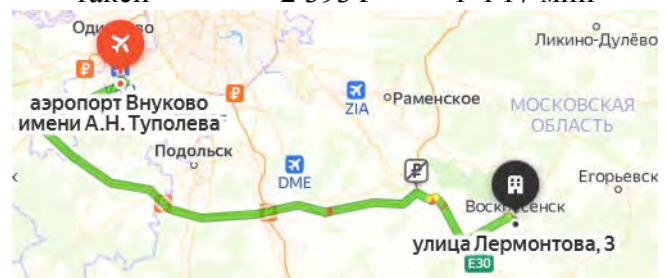 Одинцово
Ликино-Дулёво
ZIA
Раменское
МОСКОВСКАЯ
ОБЛАСТЬ
аэропорт Внуково
имени А.Н. Туполева
Подольск
DME
Егорьевск
Воскресенск
улица Лермонтова, 3
E30